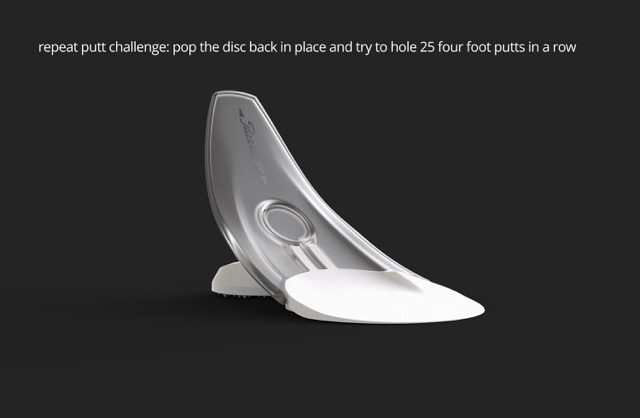 repeat putt challenge: pop the disc back in place and try to hole 25 four foot putts in a row